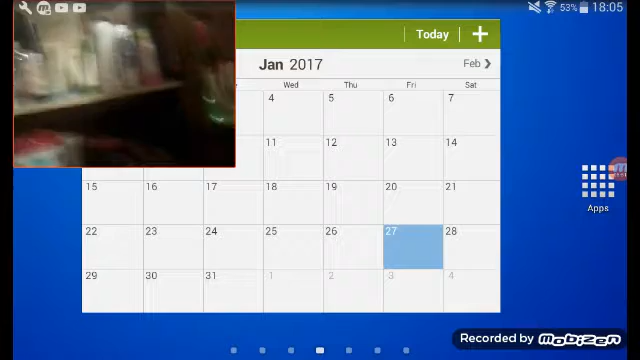 53% 18:05
Today +
Jan 2017
Feb
Wed Thu Fri Sat
4 5 6 7
11 12 13 14
15 16 17 18 19 20 21
22 23 24 25 26 27 28
29 30 31 1 2 3 4
Apps
Recorded by MOBIZEN